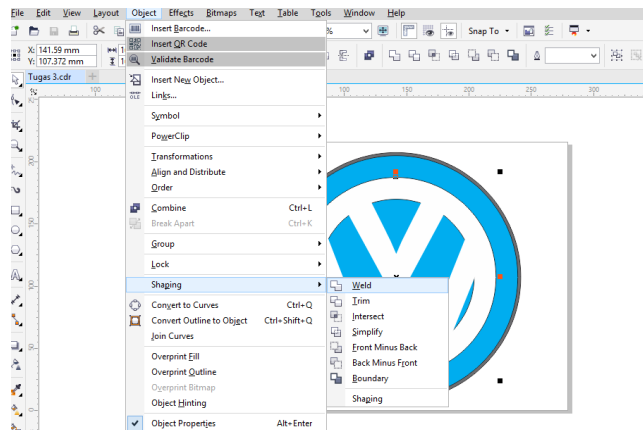 File Edit View Layout Object Effects Bitmaps Text Table Tools Window Help
% Snap To
X: 141.59 mm
Y: 107.372 mm
Tugas 3.cdr
100 100 150 200 250 300
Insert Barcode...
Insert QR Code
Validate Barcode
Insert New Object...
Links...
Symbol
PowerClip
Transformations
Align and Distribute
Order
Combine Ctrl+L
Break Apart Ctrl+K
Group
Lock
Shaping
Convert to Curves Ctrl+Q
Convert Outline to Object Ctrl+Shift+Q
Join Curves
Overprint Fill
Overprint Outline
Overprint Bitmap
Object Hinting
Object Properties Alt+Enter
Weld
Trim
Intersect
Simplify
Front Minus Back
Back Minus Front
Boundary
Shaping